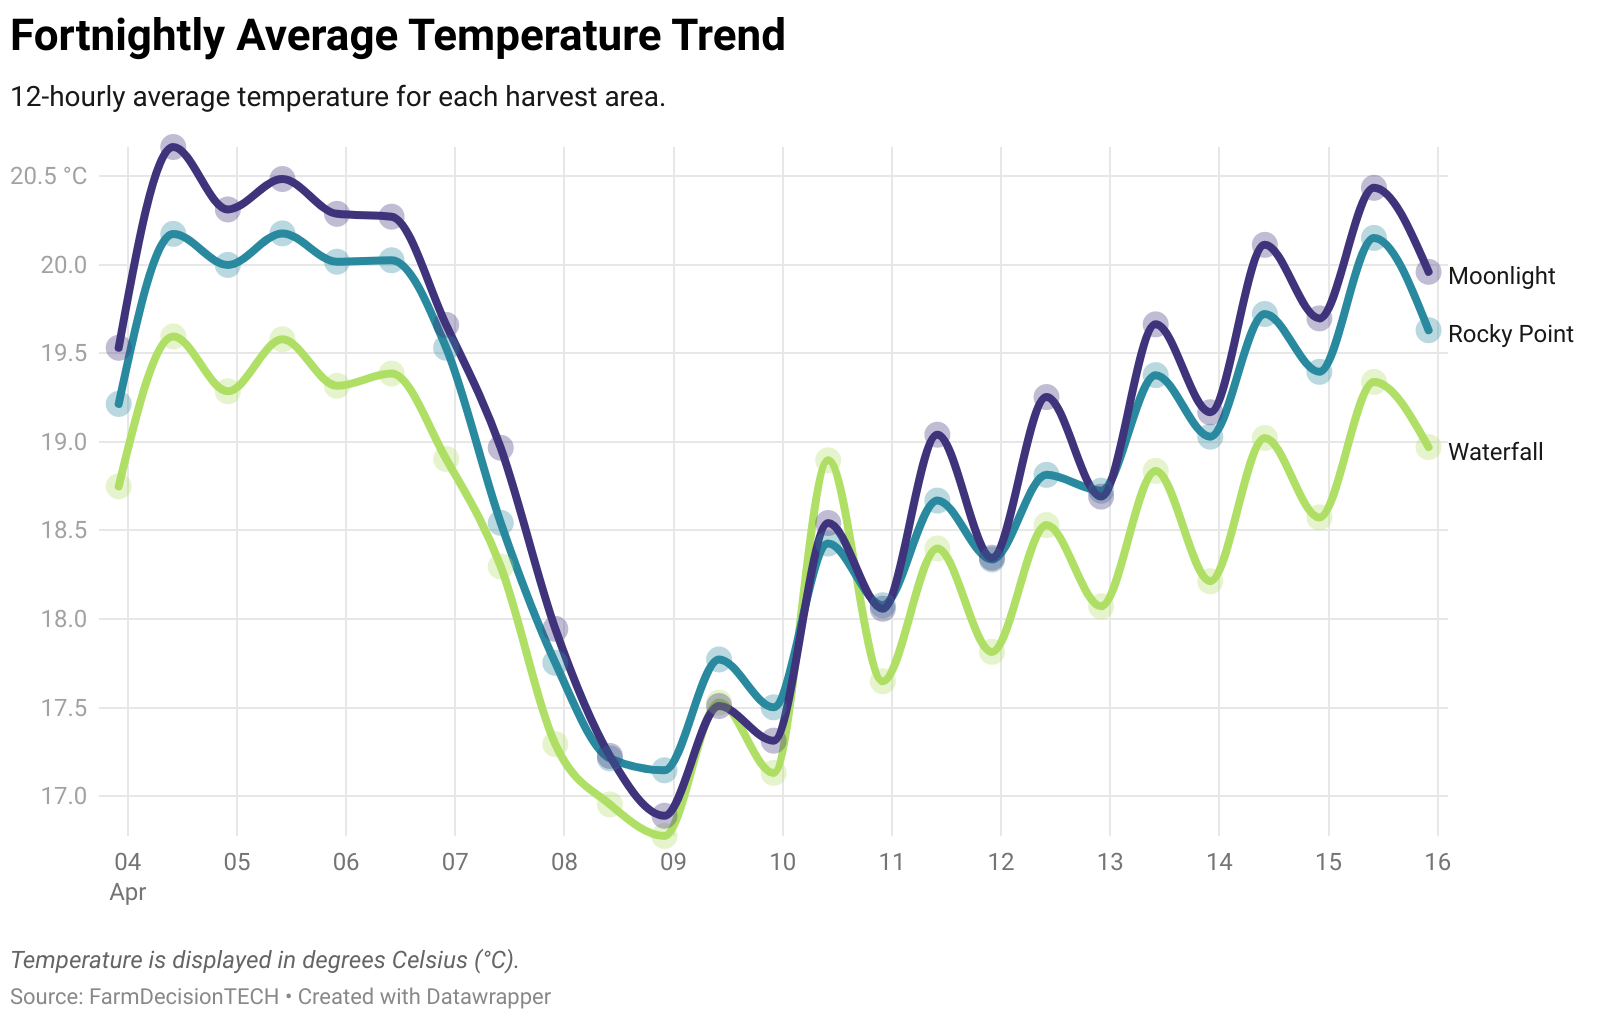 Fortnightly Average Temperature Trend
12-hourly average temperature for each harvest area.
20.5 °C
20.0
19.5
19.0
18.5
18.0
17.5
17.0
Moonlight
Rocky Point
Waterfall
04 05 06 07 08 09 10 11 12 13 14 15 16
Apr
Temperature is displayed in degrees Celsius (°C).
Source: FarmDecisionTECH • Created with Datawrapper